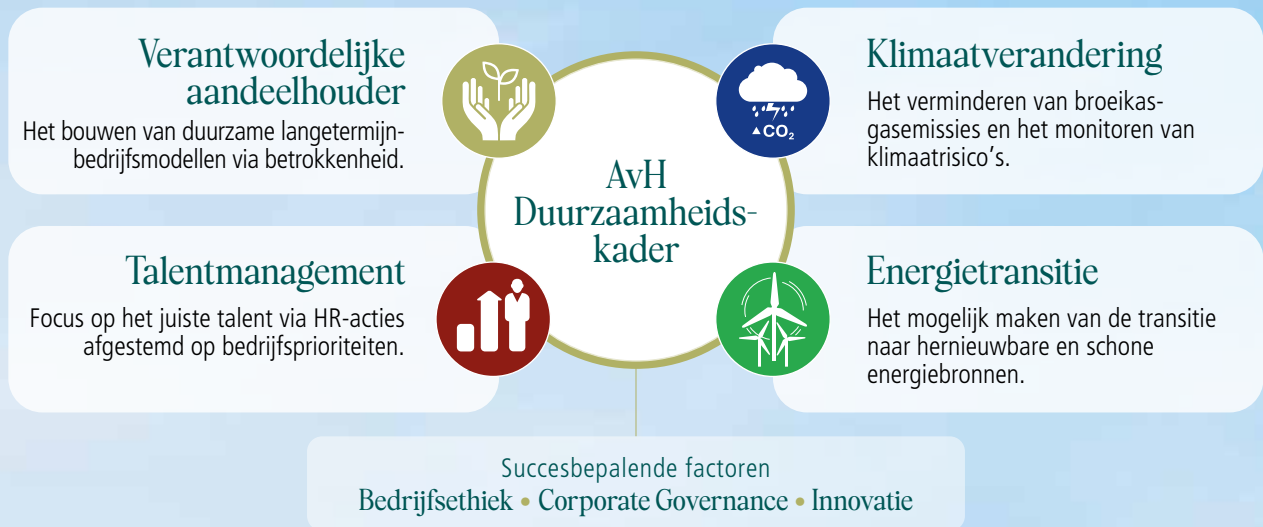 Verantwoordelijke
aandeelhouder
Het bouwen van duurzame langetermijn-
bedrijfsmodellen via betrokkenheid.
Klimaatverandering
Het verminderen van broeikas-
gasemissies en het monitoren van
klimaatrisico's.
▲CO₂
AvH
Duurzaamheids-
kader
Talentmanagement
Focus op het juiste talent via HR-acties
afgestemd op bedrijfsprioriteiten.
Energietransitie
Het mogelijk maken van de transitie
naar hernieuwbare en schone
energiebronnen.
Succesbepalende factoren
Bedrijfsethiek • Corporate Governance • Innovatie